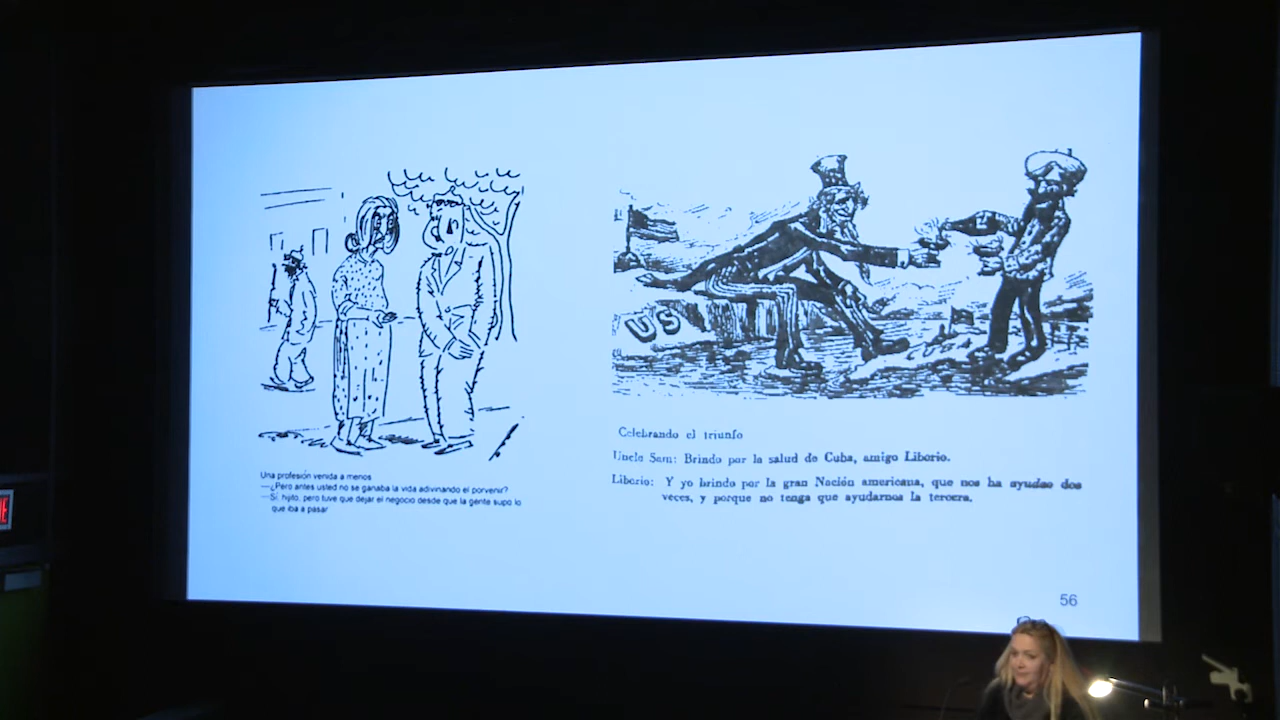 Una profesión venida a menos
—¿Pero antes usted no se ganaba la vida adivinando el porvenir?
—Sí, hijito, pero tuve que dejar el negocio desde que la gente supo lo
que iba a pasar
US
Celebrando el triunfo
Uncle Sam: Brindo por la salud de Cuba, amigo Liborio.
Liborio: Y yo brindo por la gran Nación americana, que nos ha ayudao dos
veces, y porque no tenga que ayudarnos la tercera.
56